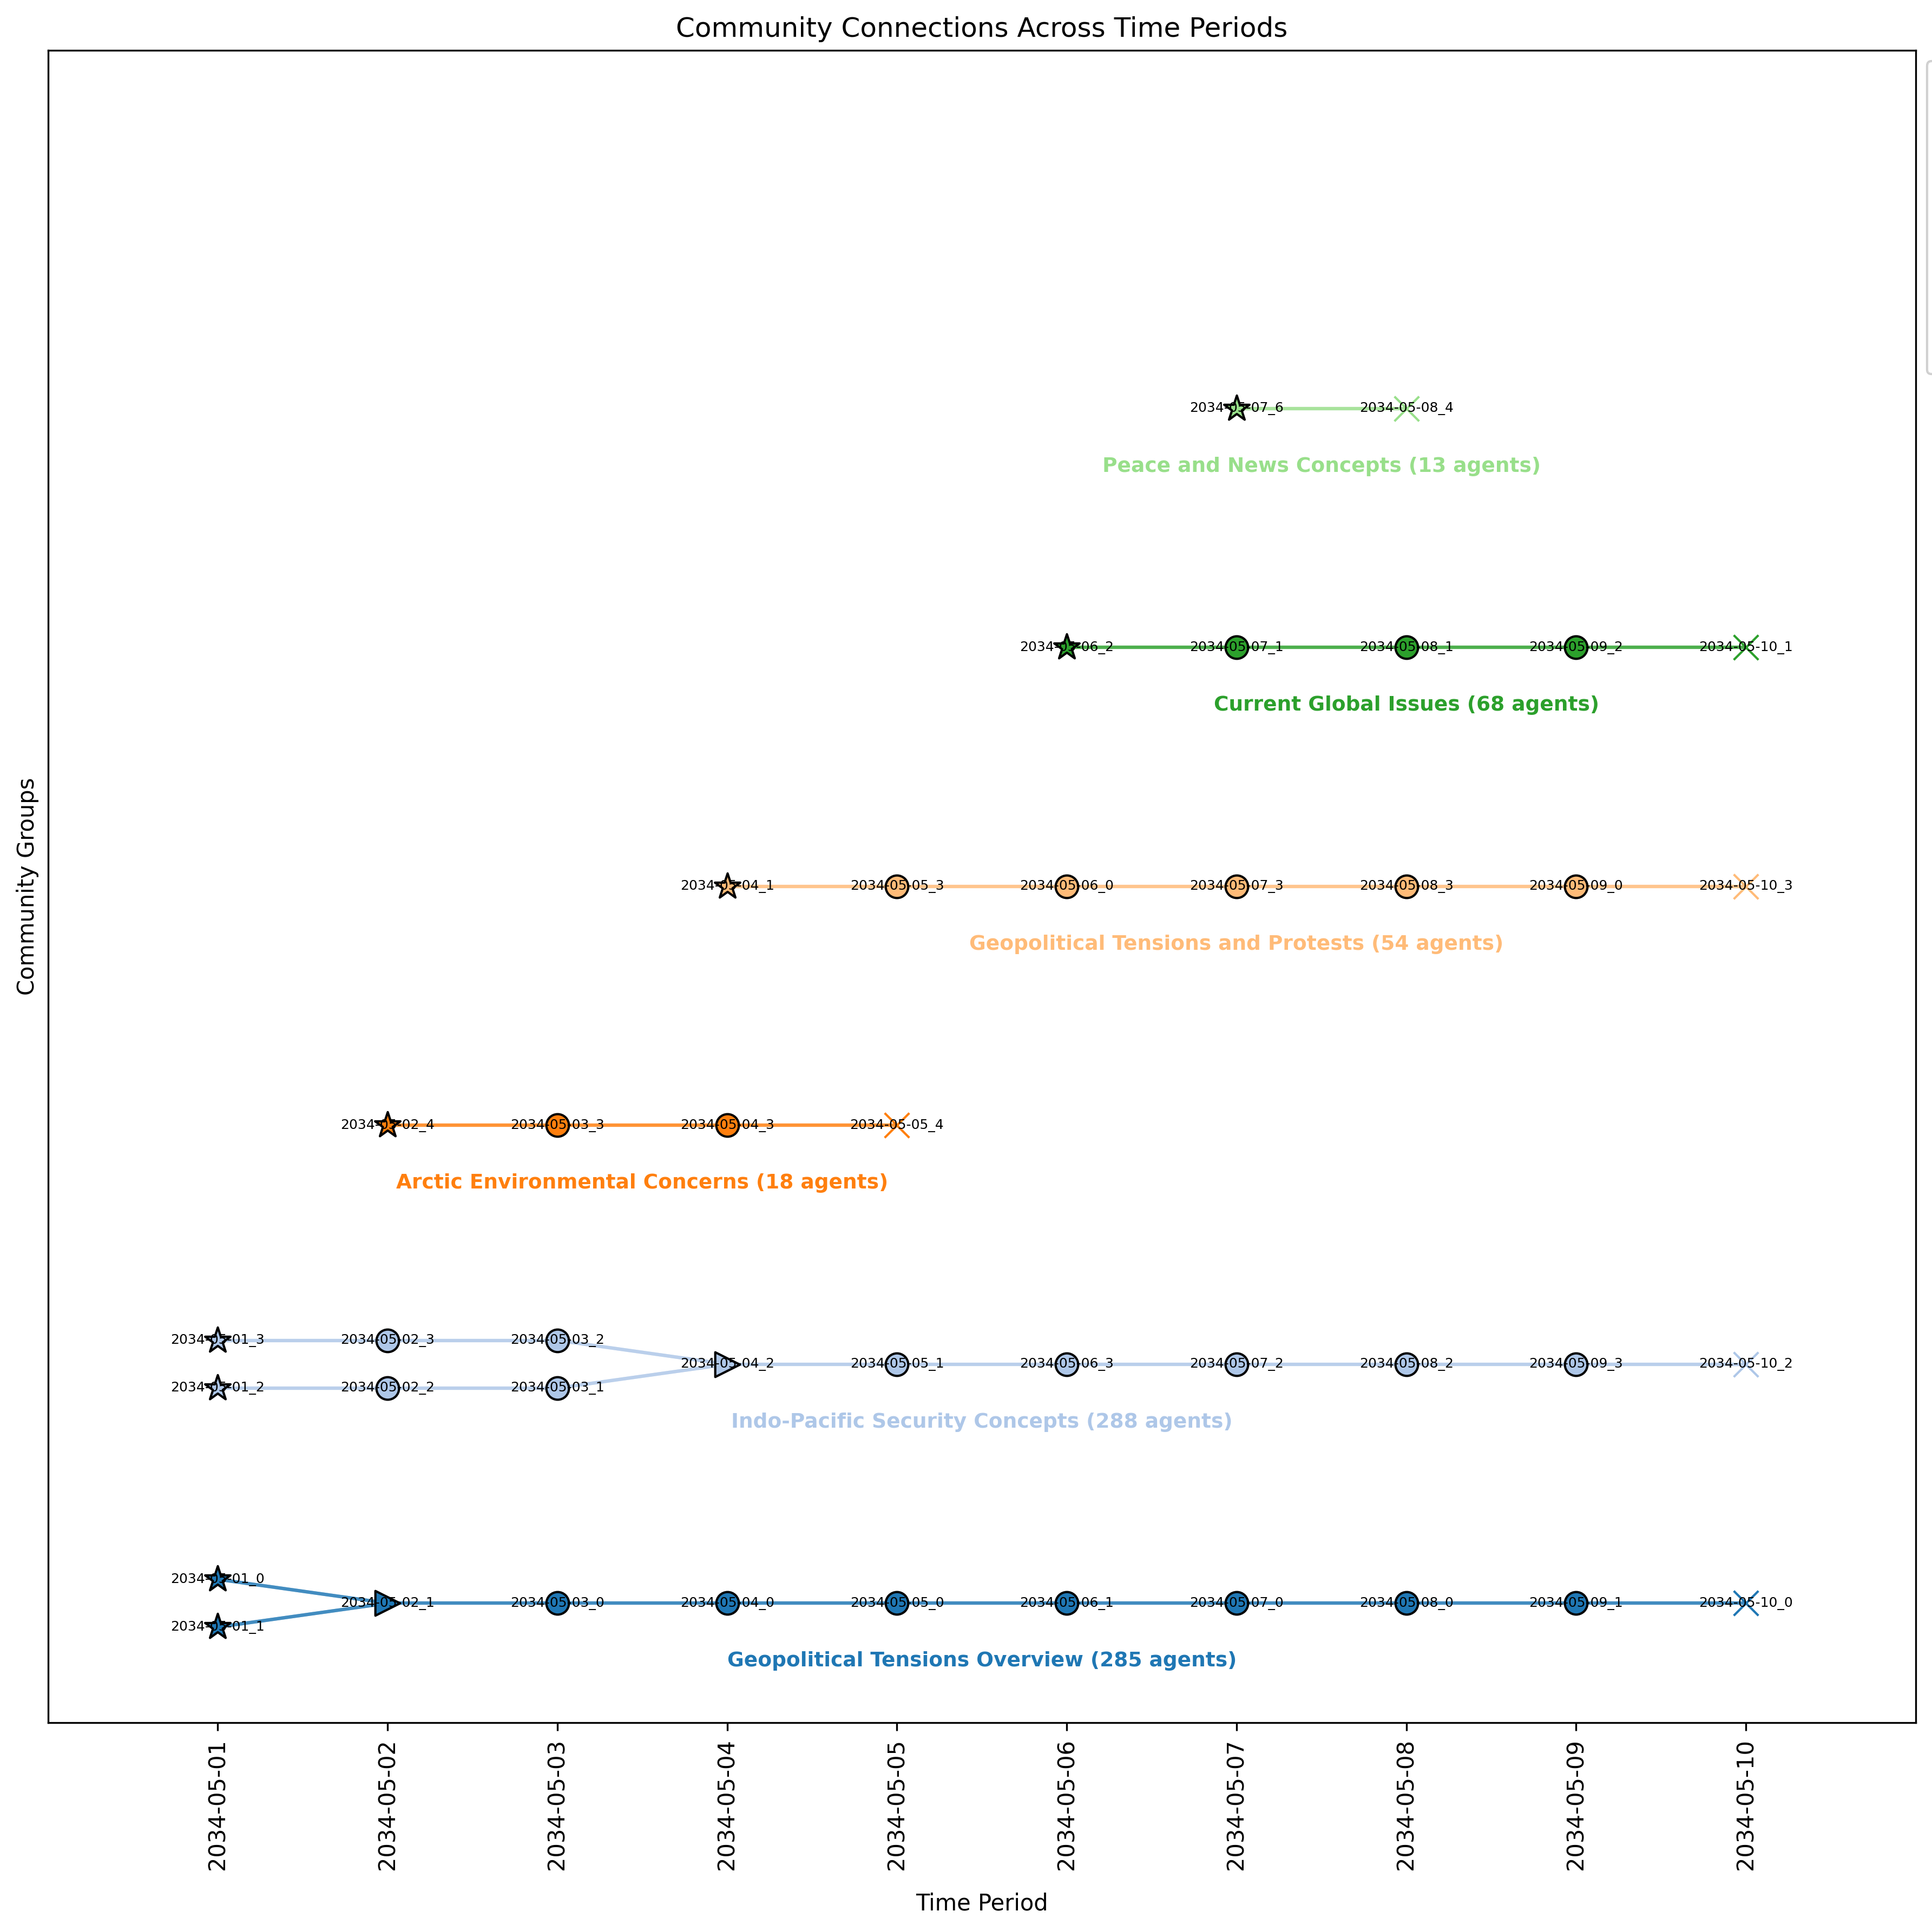 Community Connections Across Time Periods
Community Groups
2034-05-07_6 2034-05-08_4
Peace and News Concepts (13 agents)
2034-05-06_2 2034-05-07_1 2034-05-08_1 2034-05-09_2 2034-05-10_1
Current Global Issues (68 agents)
2034-05-04_1 2034-05-05_3 2034-05-06_0 2034-05-07_3 2034-05-08_3 2034-05-09_0 2034-05-10_3
Geopolitical Tensions and Protests (54 agents)
2034-05-02_4 2034-05-03_3 2034-05-04_3 2034-05-05_4
Arctic Environmental Concerns (18 agents)
2034-05-01_3 2034-05-02_3 2034-05-03_2
2034-05-04_2 2034-05-05_1 2034-05-06_3 2034-05-07_2 2034-05-08_2 2034-05-09_3 2034-05-10_2
2034-05-01_2 2034-05-02_2 2034-05-03_1
Indo-Pacific Security Concepts (288 agents)
2034-05-01_0
2034-05-02_1 2034-05-03_0 2034-05-04_0 2034-05-05_0 2034-05-06_1 2034-05-07_0 2034-05-08_0 2034-05-09_1 2034-05-10_0
2034-05-01_1
Geopolitical Tensions Overview (285 agents)
2034-05-01
2034-05-02
2034-05-03
2034-05-04
2034-05-05
2034-05-06
2034-05-07
2034-05-08
2034-05-09
2034-05-10
Time Period